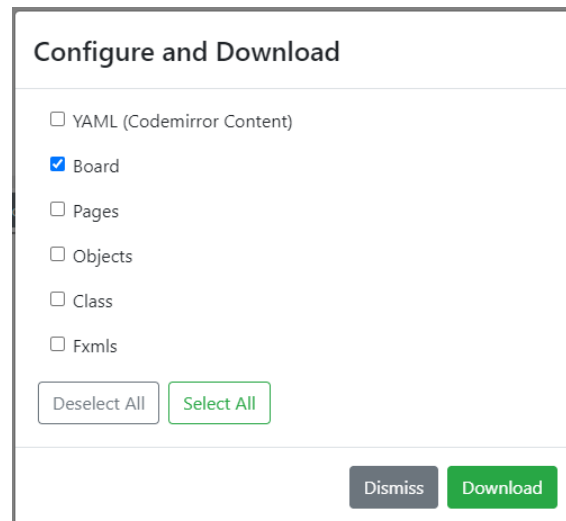 Configure and Download
YAML (Codemirror Content)
Board
Pages
Objects
Class
Fxmls
Deselect All Select All
Dismiss Download